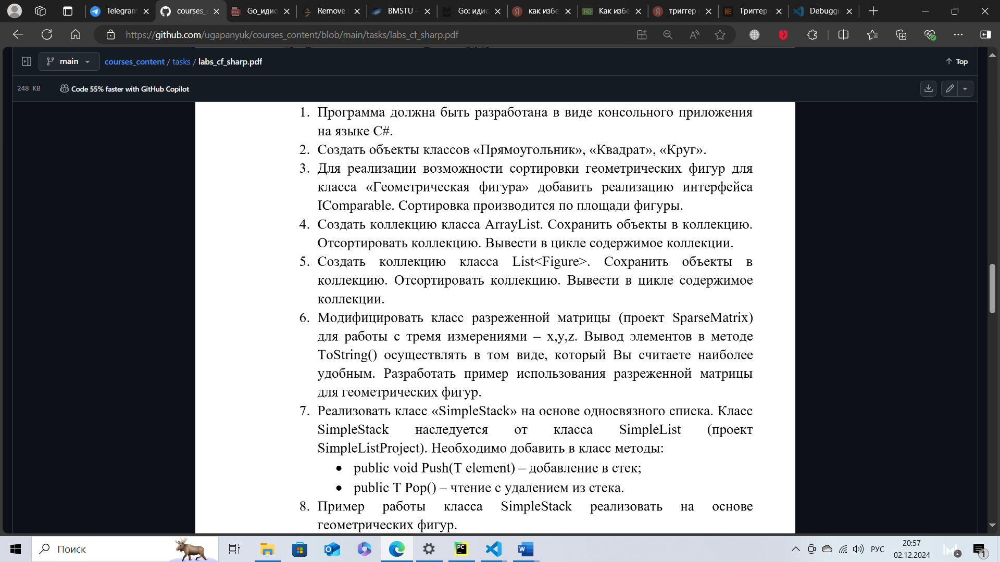 Telegram
courses_
Go_идио
Remove
BMSTU -
Go: идио
как избе
Как избе
триггер
Триггер
Debuggi
https://github.com/ugapanyuk/courses_content/blob/main/tasks/labs_cf_sharp.pdf
main
courses_content / tasks / labs_cf_sharp.pdf
Top
248 KB
Code 55% faster with GitHub Copilot
1. Программа должна быть разработана в виде консольного приложения
на языке C#.
2. Создать объекты классов «Прямоугольник», «Квадрат», «Круг».
3. Для реализации возможности сортировки геометрических фигур для
класса «Геометрическая фигура» добавить реализацию интерфейса
IComparable. Сортировка производится по площади фигуры.
4. Создать коллекцию класса ArrayList. Сохранить объекты в коллекцию.
Отсортировать коллекцию. Вывести в цикле содержимое коллекции.
5. Создать коллекцию класса List<Figure>. Сохранить объекты в
коллекцию. Отсортировать коллекцию. Вывести в цикле содержимое
коллекции.
6. Модифицировать класс разреженной матрицы (проект SparseMatrix)
для работы с тремя измерениями – x,y,z. Вывод элементов в методе
ToString() осуществлять в том виде, который Вы считаете наиболее
удобным. Разработать пример использования разреженной матрицы
для геометрических фигур.
7. Реализовать класс «SimpleStack» на основе односвязного списка. Класс
SimpleStack наследуется от класса SimpleList (проект
SimpleListProject). Необходимо добавить в класс методы:
• public void Push(T element) – добавление в стек;
• public T Pop() – чтение с удалением из стека.
8. Пример работы класса SimpleStack реализовать на основе
геометрических фигур.
Поиск
РУС
20:57
02.12.2024
2
1